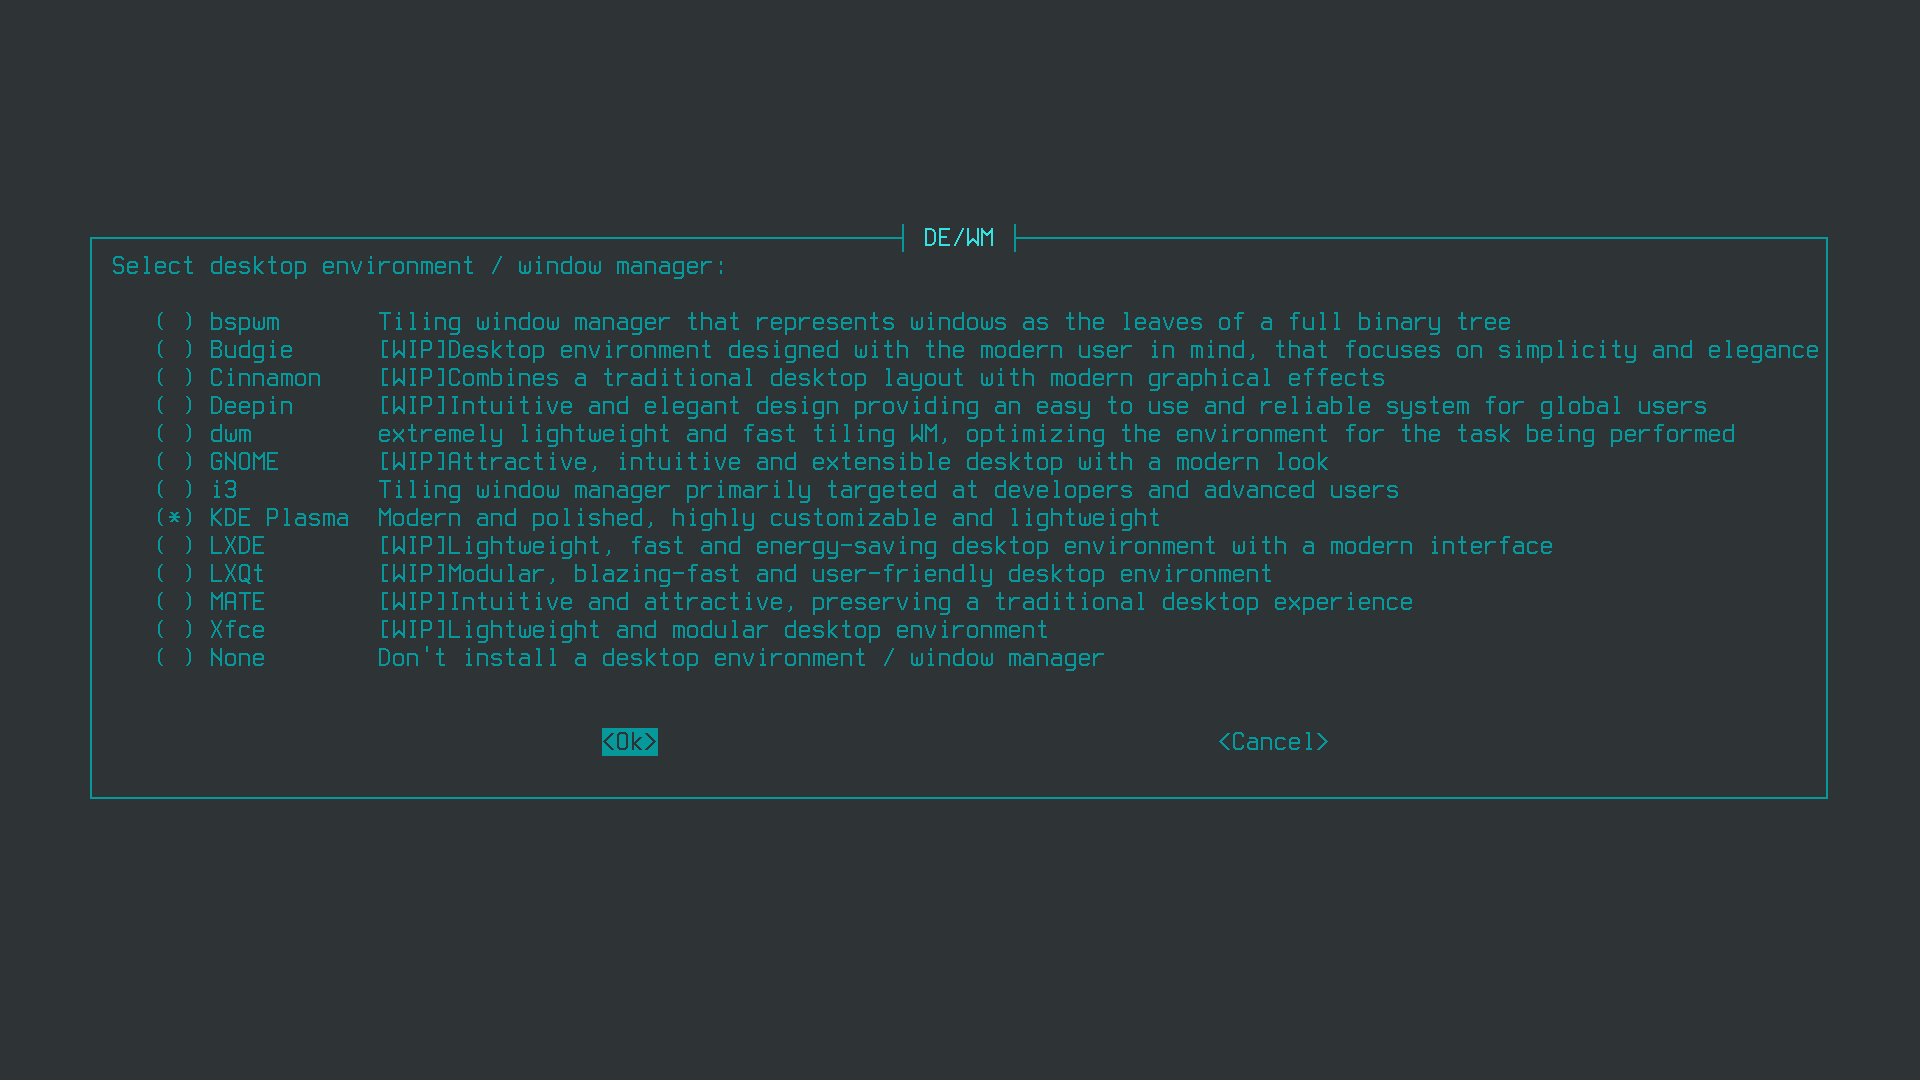 DE/WM
Select desktop environment / window manager:
( ) bspwm Tiling window manager that represents windows as the leaves of a full binary tree
( ) Budgie [WIP]Desktop environment designed with the modern user in mind, that focuses on simplicity and elegance
( ) Cinnamon [WIP]Combines a traditional desktop layout with modern graphical effects
( ) Deepin [WIP]Intuitive and elegant design providing an easy to use and reliable system for global users
( ) dwm extremely lightweight and fast tiling WM, optimizing the environment for the task being performed
( ) GNOME [WIP]Attractive, intuitive and extensible desktop with a modern look
( ) i3 Tiling window manager primarily targeted at developers and advanced users
(*) KDE Plasma Modern and polished, highly customizable and lightweight
( ) LXDE [WIP]Lightweight, fast and energy-saving desktop environment with a modern interface
( ) LXQt [WIP]Modular, blazing-fast and user-friendly desktop environment
( ) MATE [WIP]Intuitive and attractive, preserving a traditional desktop experience
( ) Xfce [WIP]Lightweight and modular desktop environment
( ) None Don't install a desktop environment / window manager
<Ok> <Cancel>